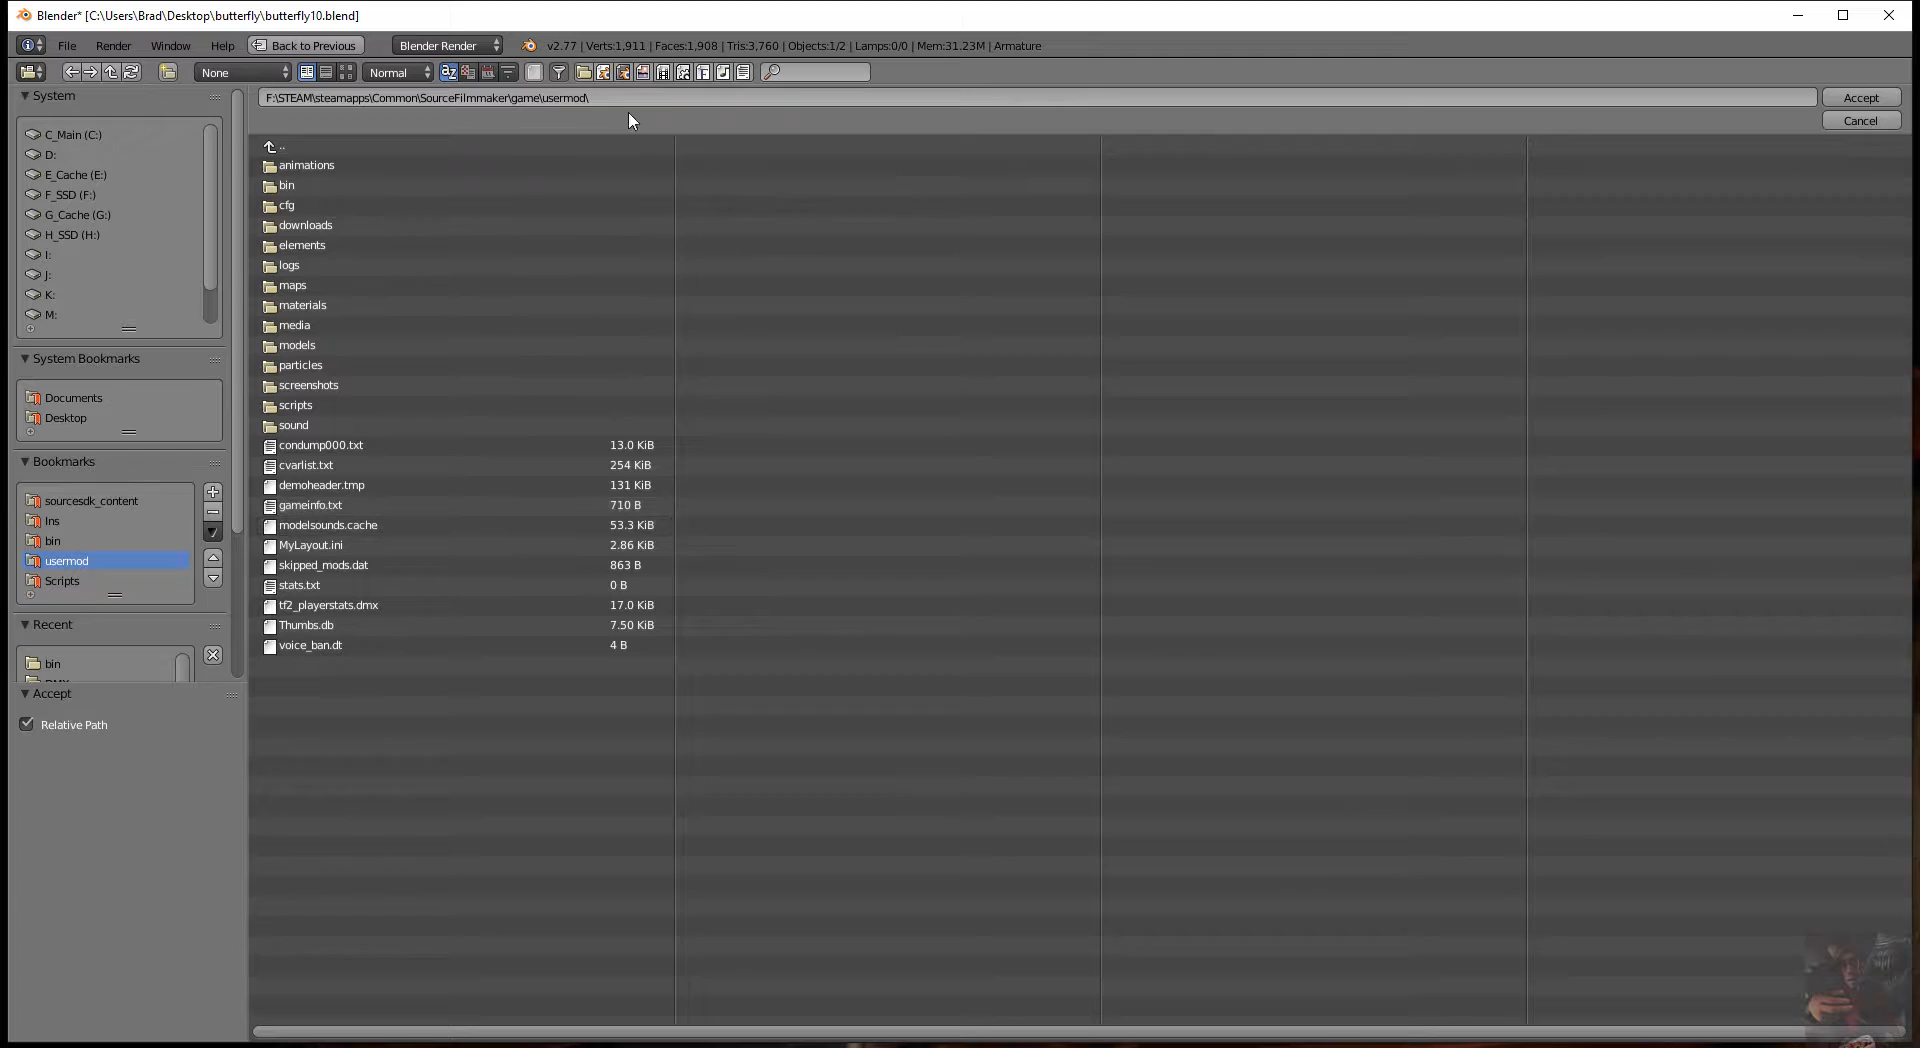 Blender* [C:\Users\Brad\Desktop\butterfly\butterfly10.blend]
File Render Window Help Back to Previous Blender Render v2.77 | Verts:1,911 | Faces:1,908 | Tris:3,760 | Objects:1/2 | Lamps:0/0 | Mem:31.23M | Armature
None Normal
System
F:\STEAM\steamapps\Common\SourceFilmmaker\game\usermod\ Accept
Cancel
C_Main (C:)
D:
E_Cache (E:)
F_SSD (F:)
G_Cache (G:)
H_SSD (H:)
I:
J:
K:
M:
System Bookmarks
Documents
Desktop
Bookmarks
sourcesdk_content
Ins
bin
usermod
Scripts
Recent
bin
Accept
Relative Path
..
animations
bin
cfg
downloads
elements
logs
maps
materials
media
models
particles
screenshots
scripts
sound
condump000.txt 13.0 KiB
cvarlist.txt 254 KiB
demoheader.tmp 131 KiB
gameinfo.txt 710 B
modelsounds.cache 53.3 KiB
MyLayout.ini 2.86 KiB
skipped_mods.dat 863 B
stats.txt 0 B
tf2_playerstats.dmx 17.0 KiB
Thumbs.db 7.50 KiB
voice_ban.dt 4 B